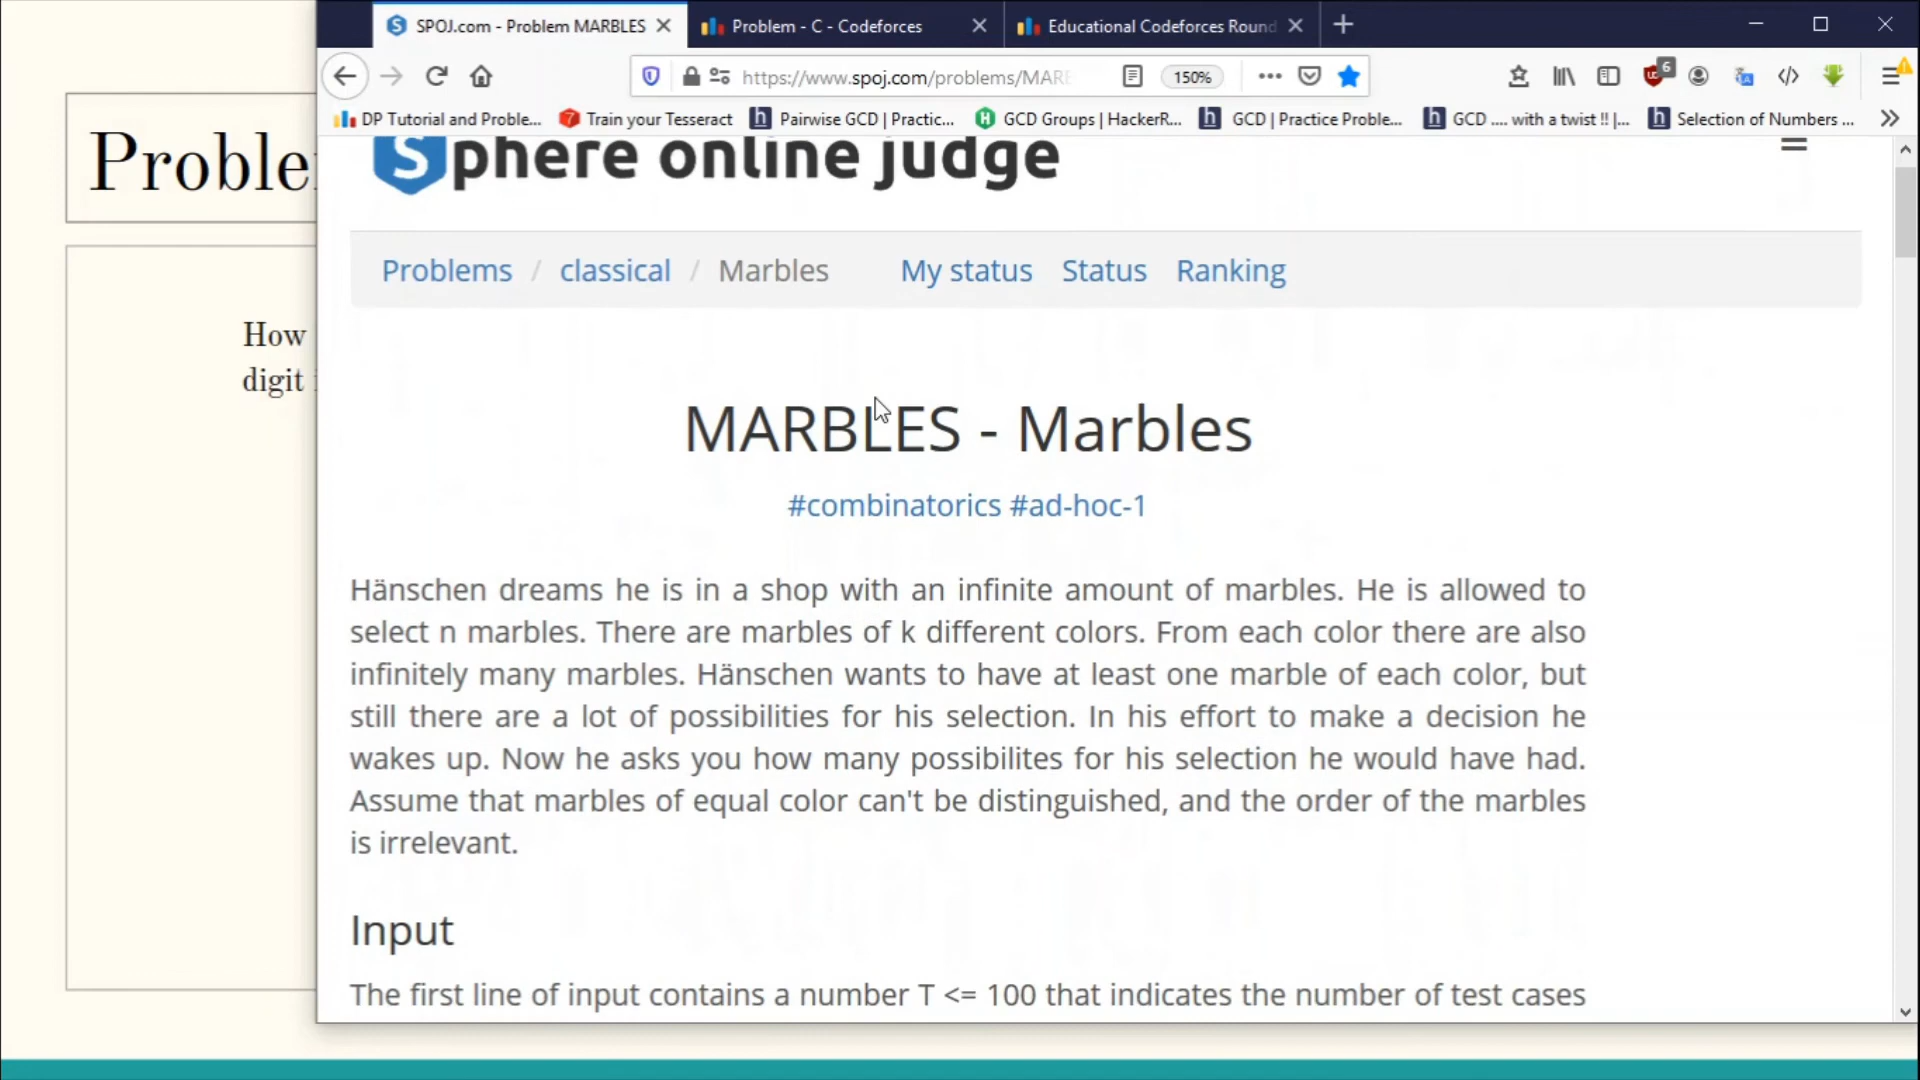 SPOJ.com - Problem MARBLES
Problem - C - Codeforces
Educational Codeforces Round
https://www.spoj.com/problems/MAR
150%
6
DP Tutorial and Proble...
Train your Tesseract
Pairwise GCD | Practic...
GCD Groups | HackerR...
GCD | Practice Proble...
GCD .... with a twist !! |...
Selection of Numbers ...
Sphere online judge
Problems / classical / Marbles My status Status Ranking
MARBLES - Marbles
#combinatorics #ad-hoc-1
Hänschen dreams he is in a shop with an infinite amount of marbles. He is allowed to
select n marbles. There are marbles of k different colors. From each color there are also
infinitely many marbles. Hänschen wants to have at least one marble of each color, but
still there are a lot of possibilities for his selection. In his effort to make a decision he
wakes up. Now he asks you how many possibilites for his selection he would have had.
Assume that marbles of equal color can't be distinguished, and the order of the marbles
is irrelevant.
Input
The first line of input contains a number T <= 100 that indicates the number of test cases
Proble
How
digit